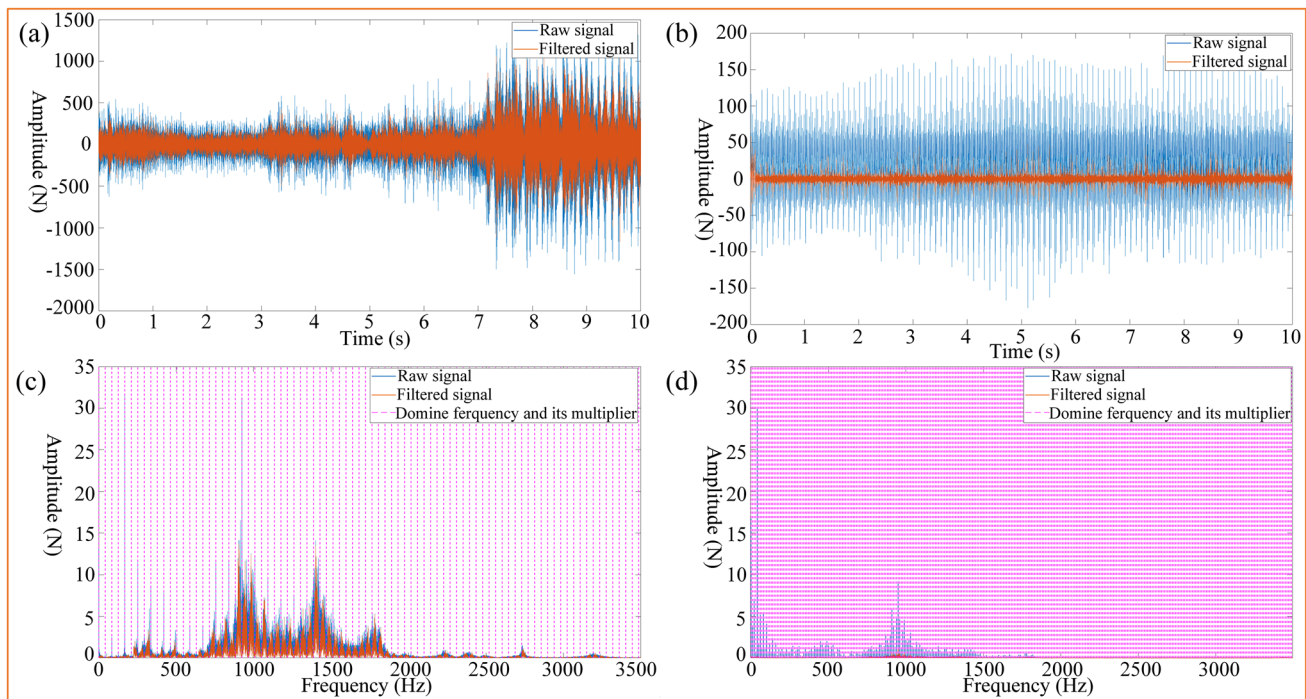 (a)
1500
1000
500
0
-500
-1000
-1500
-2000
Amplitude (N)
Raw signal
Filtered signal
0 1 2 3 4 5 6 7 8 9 10
Time (s)
(b)
200
150
100
50
0
-50
-100
-150
-200
Amplitude (N)
Raw signal
Filtered signal
0 1 2 3 4 5 6 7 8 9 10
Time (s)
(c)
35
30
25
20
15
10
5
0
Amplitude (N)
Raw signal
Filtered signal
Domine ferquency and its multiplier
0 500 1000 1500 2000 2500 3000 3500
Frequency (Hz)
(d)
35
30
25
20
15
10
5
0
Amplitude (N)
Raw signal
Filtered signal
Domine ferquency and its multiplier
0 500 1000 1500 2000 2500 3000
Frequency (Hz)